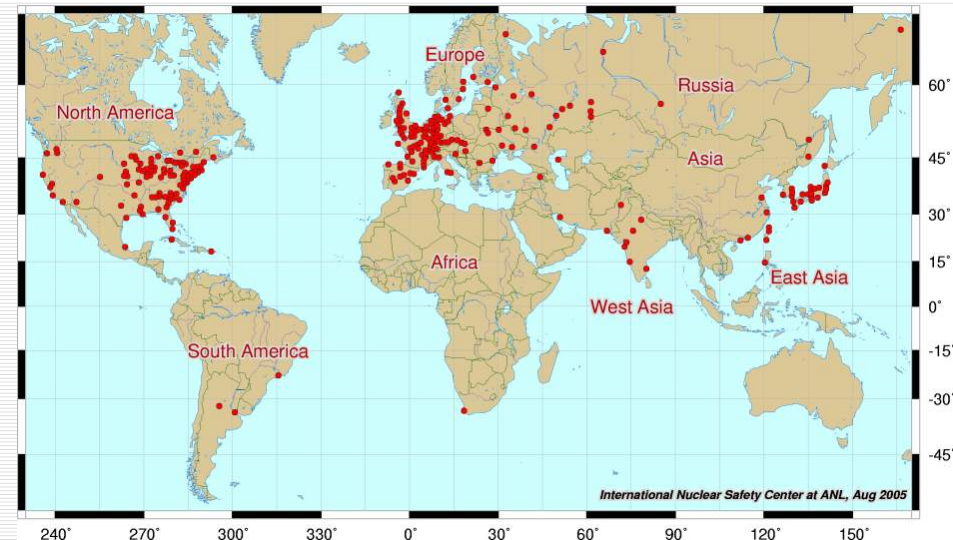 Europe
60°
Russia
North America
Asia
45°
30°
15°
Africa
East Asia
West Asia
0°
South America
-15°
-30°
-45°
International Nuclear Safety Center at ANL, Aug 2005
240° 270° 300° 330° 0° 30° 60° 90° 120° 150°